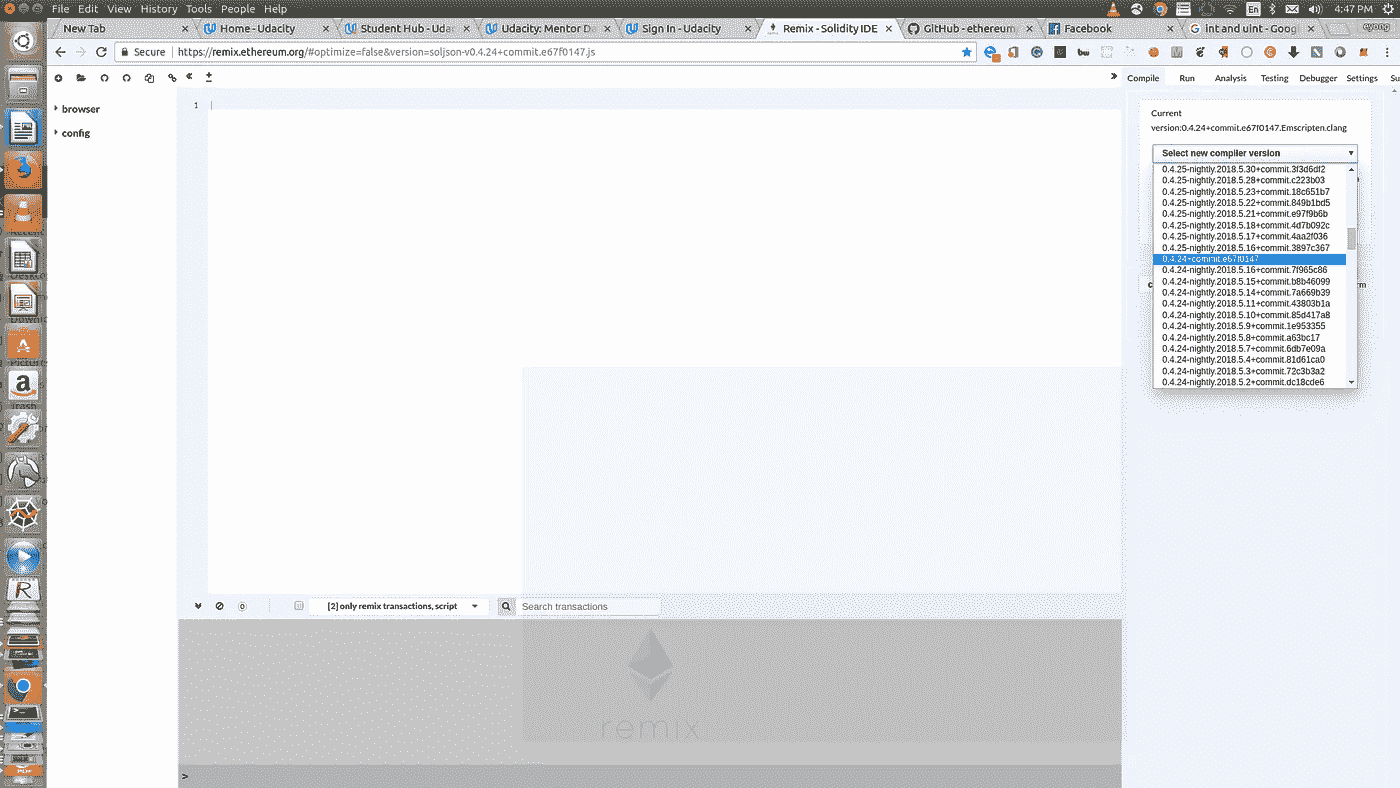 File Edit View History Tools People Help
En
4:47 PM
New Tab
Home - Udacity
Student Hub - Udac
Udacity: Mentor Da
Sign In - Udacity
Remix - Solidity IDE
GitHub - ethereum
Facebook
int and uint - Goog
eyong
Secure
https://remix.ethereum.org/#optimize=false&version=soljson-v0.4.24+commit.e67f0147.js
browser
config
1
Compile Run Analysis Testing Debugger Settings Su
Current
version:0.4.24+commit.e67f0147.Emscripten.clang
Select new compiler version
0.4.25-nightly.2018.5.30+commit.3f3d6df2
0.4.25-nightly.2018.5.28+commit.c223b03
0.4.25-nightly.2018.5.23+commit.18c651b7
0.4.25-nightly.2018.5.22+commit.849b1bd5
0.4.25-nightly.2018.5.21+commit.e97f9b6b
0.4.25-nightly.2018.5.18+commit.4d7b092c
0.4.25-nightly.2018.5.17+commit.4aa2f036
0.4.25-nightly.2018.5.16+commit.3897c367
0.4.24+commit.e67f0147
0.4.24-nightly.2018.5.16+commit.7f965c86
0.4.24-nightly.2018.5.15+commit.b8b46099
0.4.24-nightly.2018.5.14+commit.7a669b39
0.4.24-nightly.2018.5.11+commit.43803b1a
0.4.24-nightly.2018.5.10+commit.85d417a8
0.4.24-nightly.2018.5.9+commit.1e953355
0.4.24-nightly.2018.5.8+commit.a63bc17
0.4.24-nightly.2018.5.7+commit.6db7e09a
0.4.24-nightly.2018.5.4+commit.81d61ca0
0.4.24-nightly.2018.5.3+commit.72c3b3a2
0.4.24-nightly.2018.5.2+commit.dc18cde6
0
[2] only remix transactions, script
Search transactions
remix
>